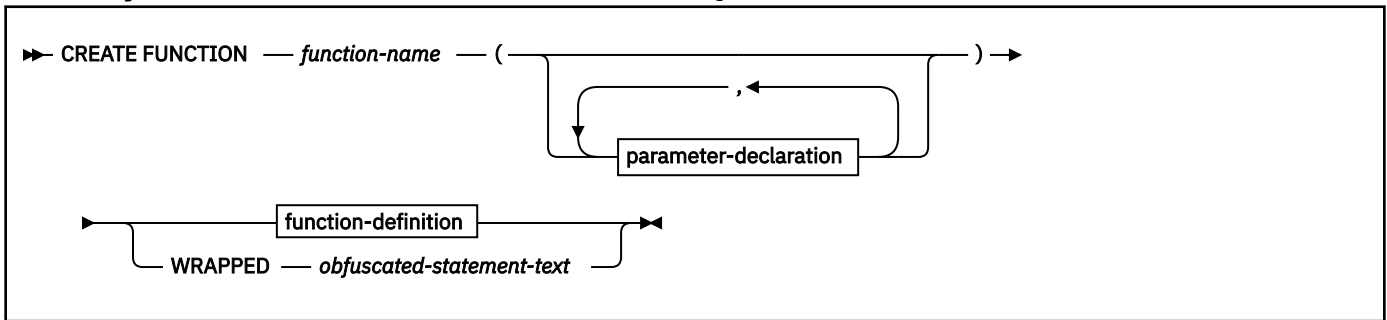 CREATE FUNCTION function-name ( )
,
parameter-declaration
function-definition
WRAPPED obfuscated-statement-text